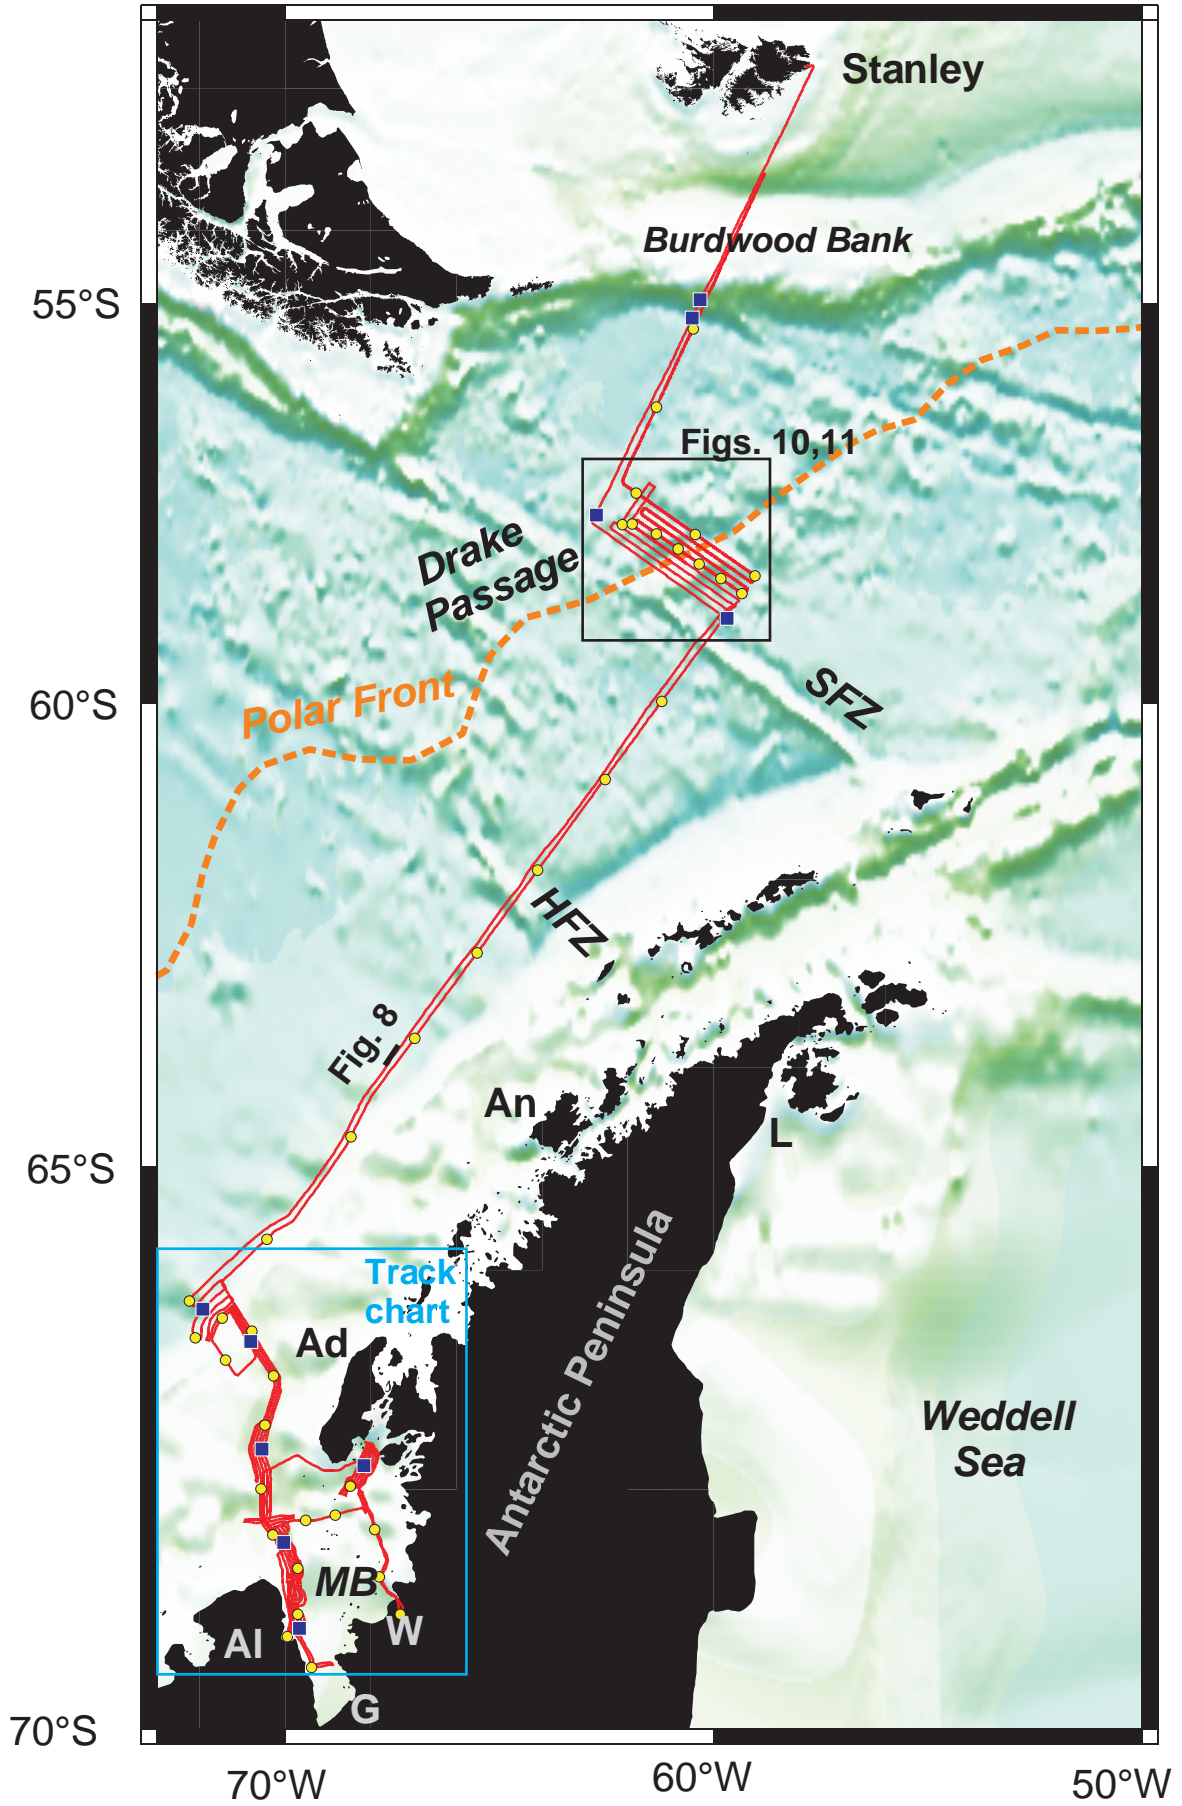 Stanley
Burdwood Bank
55°S
Figs. 10,11
Drake
Passage
SFZ
Polar Front
60°S
HFZ
Fig. 8
An
L
65°S
Antarctic Peninsula
Track
chart
Ad
Weddell
Sea
MB
W
Al
G
70°S
70°W
60°W
50°W